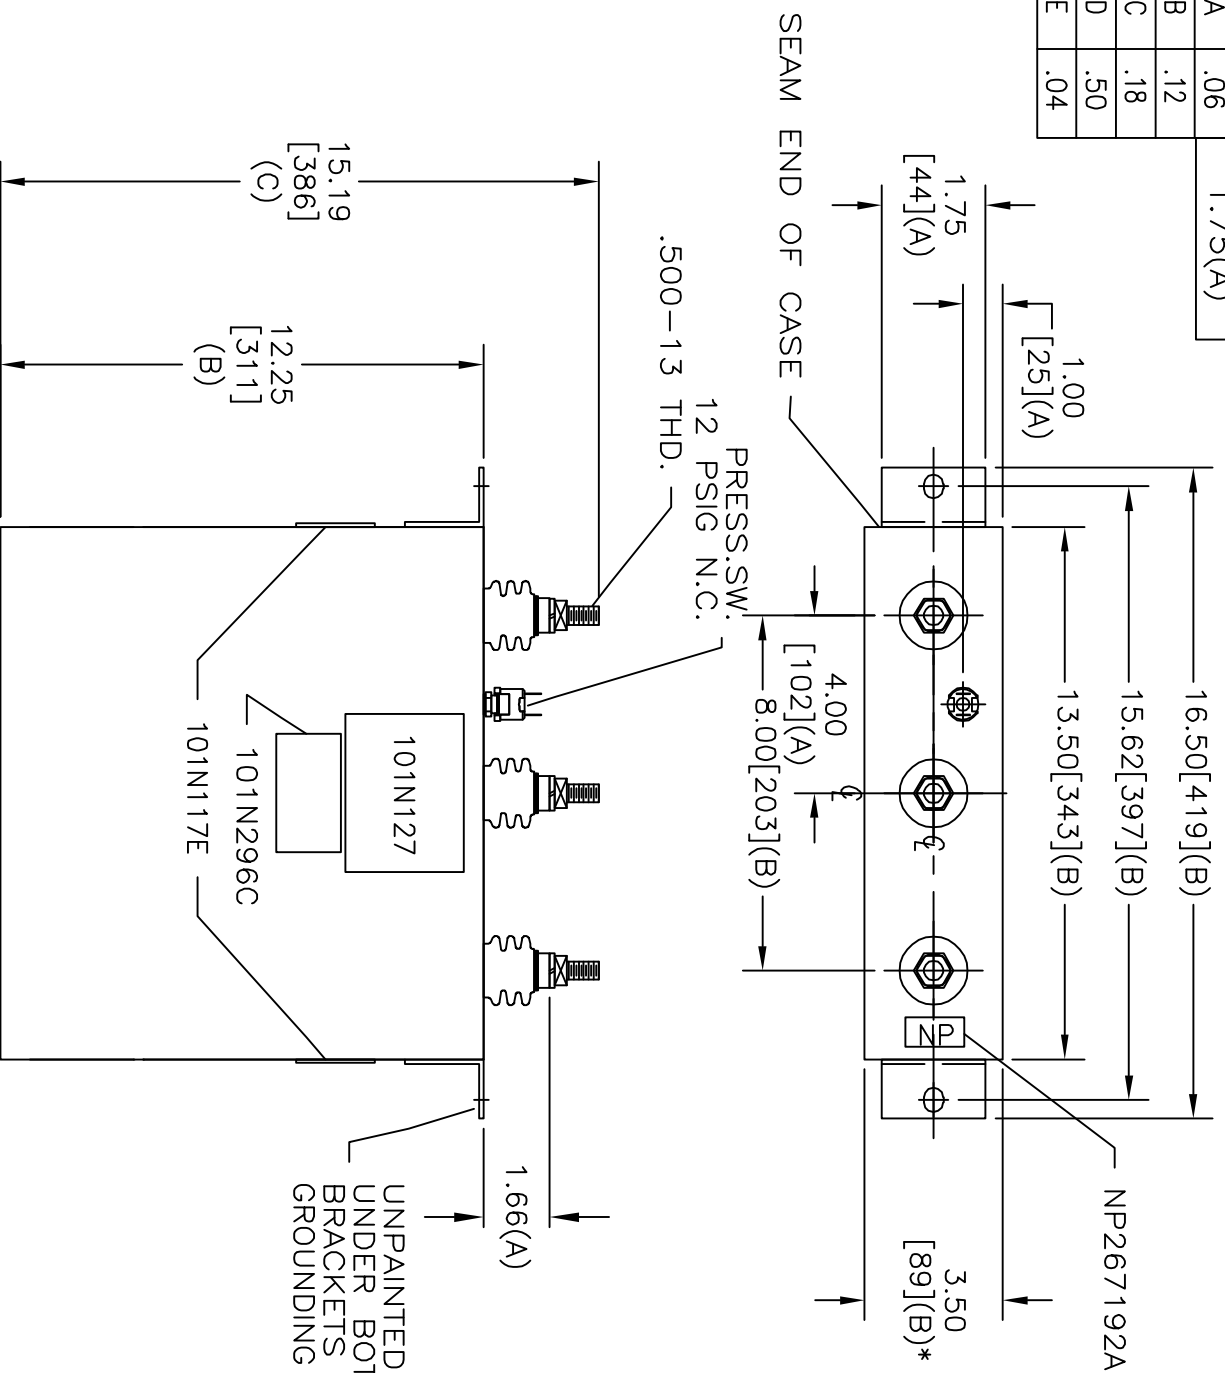 A .06
B .12
C .18
D .50
E .04
1.75(A)
16.50[419](B)
15.62[397](B)
13.50[343](B)
1.00
[25](A)
1.75
[44](A)
SEAM END OF CASE
4.00
[102](A)
8.00[203](B)
℄
℄
NP
NP267192A
3.50
[89](B)*
PRESS.SW.
12 PSIG N.C.
.500-13 THD.
15.19
[386]
(C)
12.25
[311]
(B)
101N127
101N296C
101N117E
1.66(A)
UNPAINTED
UNDER BOT
BRACKETS
GROUNDING